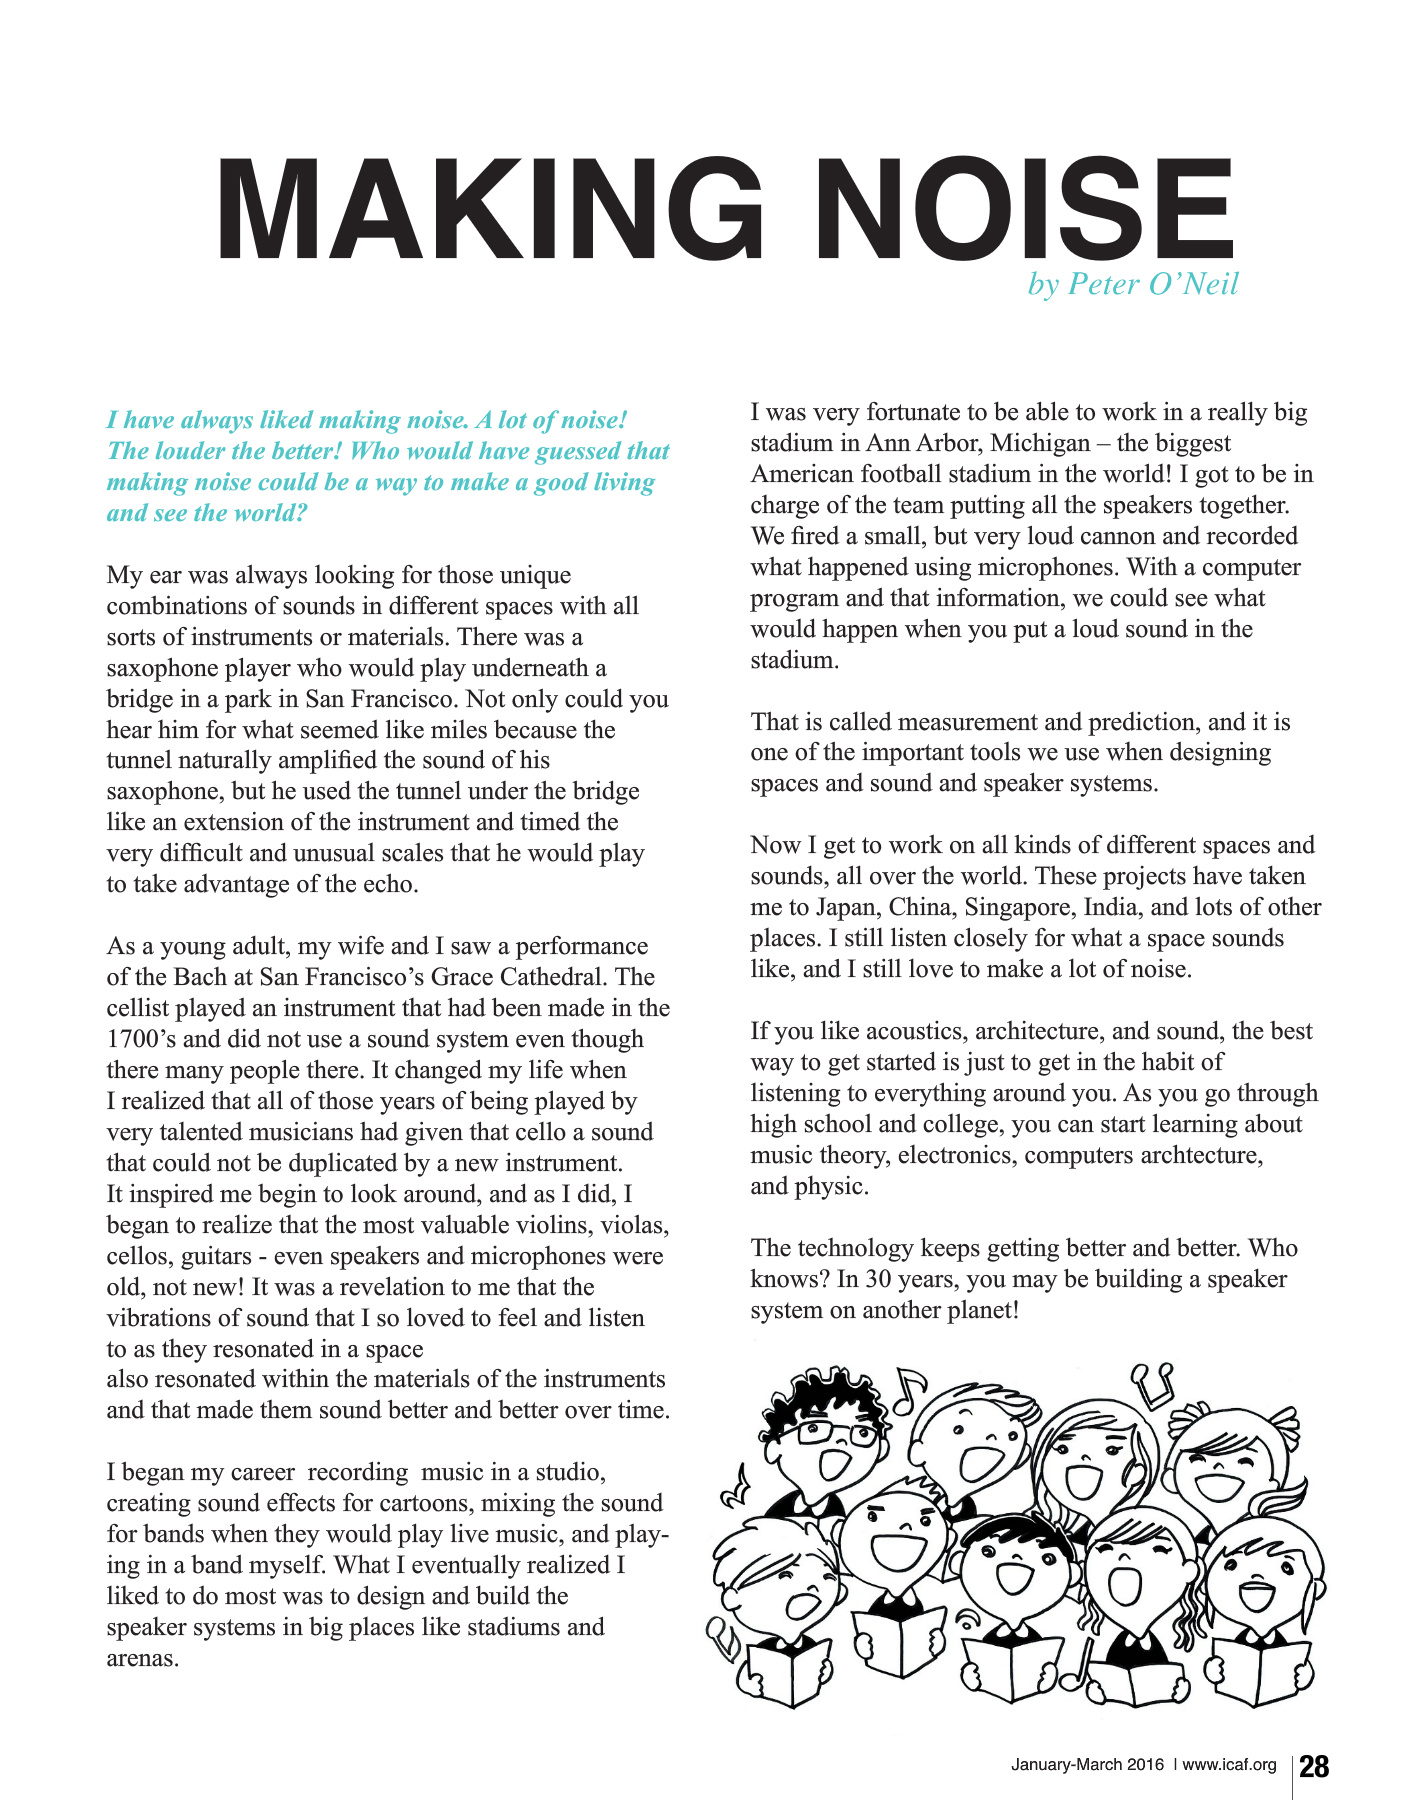 MAKING NOISE
by Peter O’Neil
I have always liked making noise. A lot of noise!
The louder the better! Who would have guessed that
making noise could be a way to make a good living
and see the world?
My ear was always looking for those unique
combinations of sounds in different spaces with all
sorts of instruments or materials. There was a
saxophone player who would play underneath a
bridge in a park in San Francisco. Not only could you
hear him for what seemed like miles because the
tunnel naturally amplified the sound of his
saxophone, but he used the tunnel under the bridge
like an extension of the instrument and timed the
very difficult and unusual scales that he would play
to take advantage of the echo.
As a young adult, my wife and I saw a performance
of the Bach at San Francisco’s Grace Cathedral. The
cellist played an instrument that had been made in the
1700’s and did not use a sound system even though
there many people there. It changed my life when
I realized that all of those years of being played by
very talented musicians had given that cello a sound
that could not be duplicated by a new instrument.
It inspired me begin to look around, and as I did, I
began to realize that the most valuable violins, violas,
cellos, guitars - even speakers and microphones were
old, not new! It was a revelation to me that the
vibrations of sound that I so loved to feel and listen
to as they resonated in a space
also resonated within the materials of the instruments
and that made them sound better and better over time.
I began my career recording music in a studio,
creating sound effects for cartoons, mixing the sound
for bands when they would play live music, and play-
ing in a band myself. What I eventually realized I
liked to do most was to design and build the
speaker systems in big places like stadiums and
arenas.
I was very fortunate to be able to work in a really big
stadium in Ann Arbor, Michigan – the biggest
American football stadium in the world! I got to be in
charge of the team putting all the speakers together.
We fired a small, but very loud cannon and recorded
what happened using microphones. With a computer
program and that information, we could see what
would happen when you put a loud sound in the
stadium.
That is called measurement and prediction, and it is
one of the important tools we use when designing
spaces and sound and speaker systems.
Now I get to work on all kinds of different spaces and
sounds, all over the world. These projects have taken
me to Japan, China, Singapore, India, and lots of other
places. I still listen closely for what a space sounds
like, and I still love to make a lot of noise.
If you like acoustics, architecture, and sound, the best
way to get started is just to get in the habit of
listening to everything around you. As you go through
high school and college, you can start learning about
music theory, electronics, computers archtecture,
and physic.
The technology keeps getting better and better. Who
knows? In 30 years, you may be building a speaker
system on another planet!
January-March 2016 | www.icaf.org 28